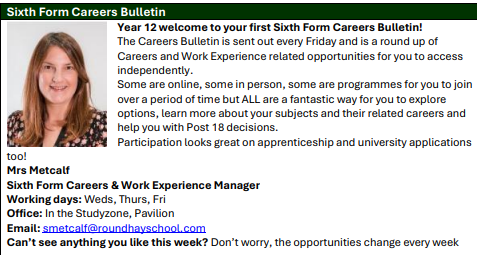 Sixth Form Careers Bulletin
Year 12 welcome to your first Sixth Form Careers Bulletin!
The Careers Bulletin is sent out every Friday and is a round up of
Careers and Work Experience related opportunities for you to access
independently.
Some are online, some in person, some are programmes for you to join
over a period of time but ALL are a fantastic way for you to explore
options, learn more about your subjects and their related careers and
help you with Post 18 decisions.
Participation looks great on apprenticeship and university applications
too!
Mrs Metcalf
Sixth Form Careers & Work Experience Manager
Working days: Weds, Thurs, Fri
Office: In the Studyzone, Pavilion
Email: smetcalf@roundhayschool.com
Can't see anything you like this week? Don't worry, the opportunities change every week